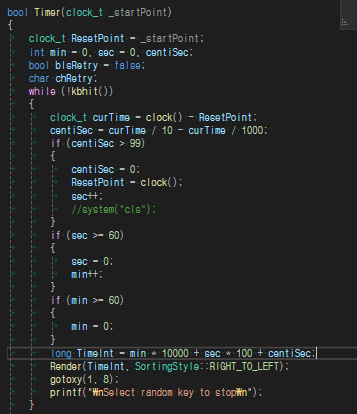 bool Timer(clock_t _startPoint)
{
clock_t ResetPoint = _startPoint;
int min = 0, sec = 0, centiSec;
bool bIsRetry = false;
char chRetry;
while (!kbhit())
{
clock_t curTime = clock() - ResetPoint;
centiSec = curTime / 10 - curTime / 1000;
if (centiSec > 99)
{
centiSec = 0;
ResetPoint = clock();
sec++;
//system("cls");
}
if (sec >= 60)
{
sec = 0;
min++;
}
if (min >= 60)
{
min = 0;
}
long TimeInt = min * 10000 + sec * 100 + centiSec;
Render(TimeInt, SortingStyle::RIGHT_TO_LEFT);
gotoxy(1, 8);
printf("₩nSelect random key to stop₩n");
}